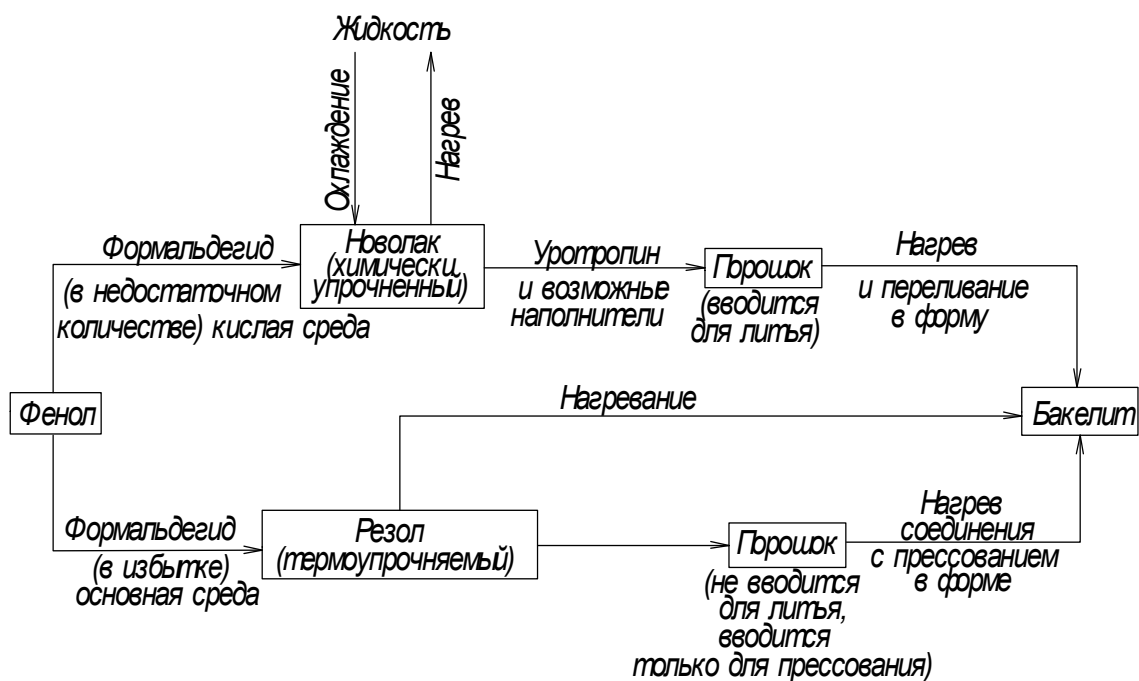 Жидкость
Охлаждение
Нагрев
Формальдегид
(в недостаточном
количестве) кислая среда
Новолак
(химически
упрочненный)
Уротропин
и возможные
наполнители
Порошок
(вводится
для литья)
Нагрев
и переливание
в форму
Фенол
Нагревание
Бакелит
Формальдегид
(в избытке)
основная среда
Резол
(термоупрочняемый)
Порошок
(не вводится
для литья,
вводится
только для прессования)
Нагрев
соединения
с прессованием
в форме